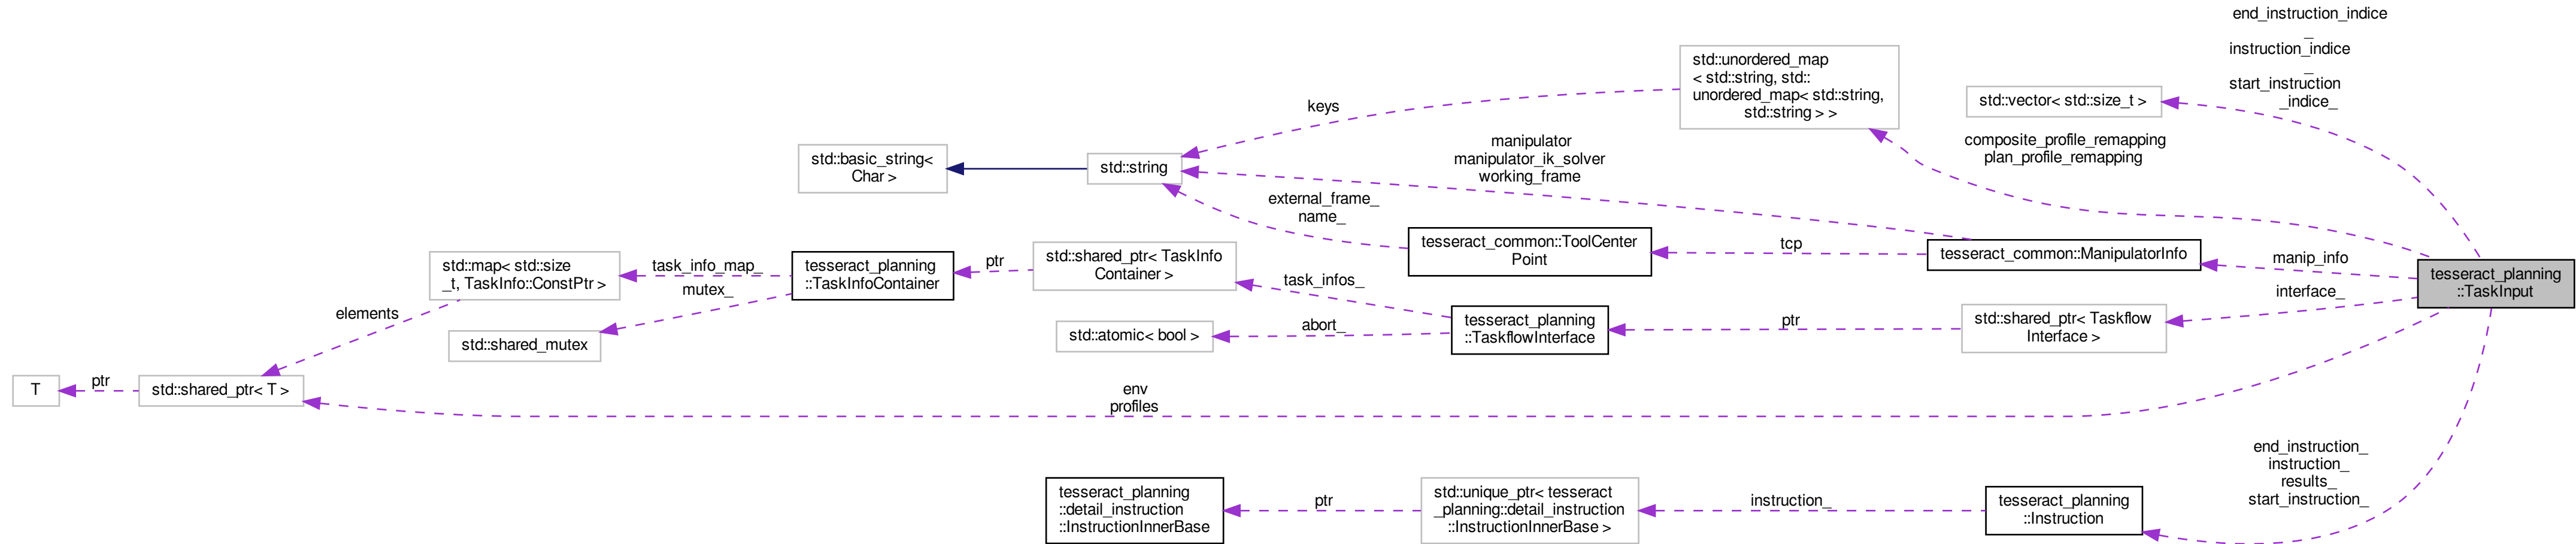 end_instruction_indice
_
instruction_indice
_
start_instruction
_indice_
std::unordered_map
< std::string, std::
unordered_map< std::string,
std::string > >
std::vector< std::size_t >
keys
composite_profile_remapping
plan_profile_remapping
manipulator
manipulator_ik_solver
working_frame
std::basic_string<
Char >
std::string
external_frame_
name_
tesseract_common::ToolCenter
Point
tcp
tesseract_common::ManipulatorInfo
manip_info
tesseract_planning
::TaskInput
std::map< std::size
_t, TaskInfo::ConstPtr >
task_info_map_
mutex_
tesseract_planning
::TaskInfoContainer
ptr
std::shared_ptr< TaskInfo
Container >
task_infos_
interface_
elements
std::shared_mutex
std::atomic< bool >
abort_
tesseract_planning
::TaskflowInterface
ptr
std::shared_ptr< Taskflow
Interface >
T
ptr
std::shared_ptr< T >
env
profiles
end_instruction_
instruction_
results_
start_instruction_
tesseract_planning
::detail_instruction
::InstructionInnerBase
ptr
std::unique_ptr< tesseract
_planning::detail_instruction
::InstructionInnerBase >
instruction_
tesseract_planning
::Instruction